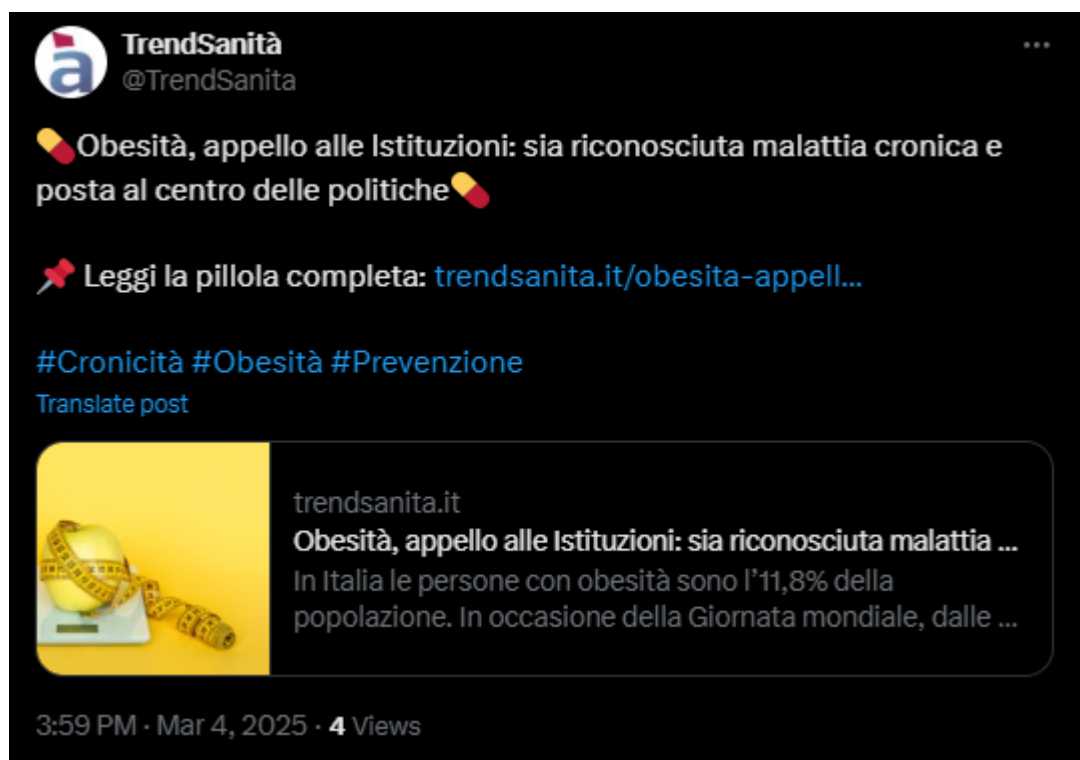 TrendSanità
@TrendSanita
Obesità, appello alle Istituzioni: sia riconosciuta malattia cronica e
posta al centro delle politiche
Leggi la pillola completa: trendsanita.it/obesita-appell...
#Cronicità #Obesità #Prevenzione
Translate post
trendsanita.it
Obesità, appello alle Istituzioni: sia riconosciuta malattia ...
In Italia le persone con obesità sono l'11,8% della
popolazione. In occasione della Giornata mondiale, dalle ...
3:59 PM · Mar 4, 2025 · 4 Views